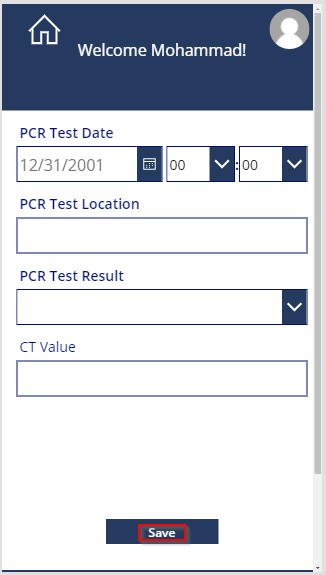 Welcome Mohammad!
PCR Test Date
12/31/2001 00 : 00
PCR Test Location
PCR Test Result
CT Value
Save